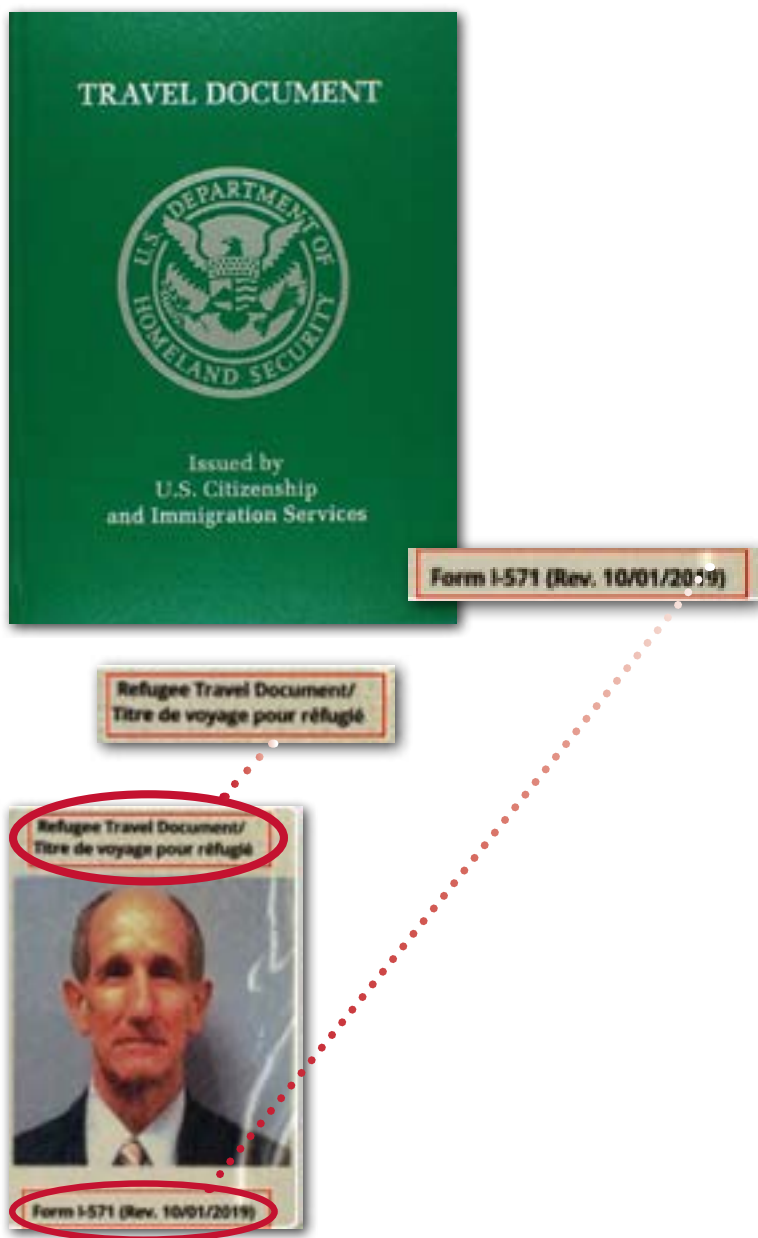 TRAVEL DOCUMENT
U.S. DEPARTMENT OF
HOMELAND SECURITY
Issued by
U.S. Citizenship
and Immigration Services
Form I-571 (Rev. 10/01/2019)
Refugee Travel Document/
Titre de voyage pour réfugié
Refugee Travel Document/
Titre de voyage pour réfugié
Form I-571 (Rev. 10/01/2019)